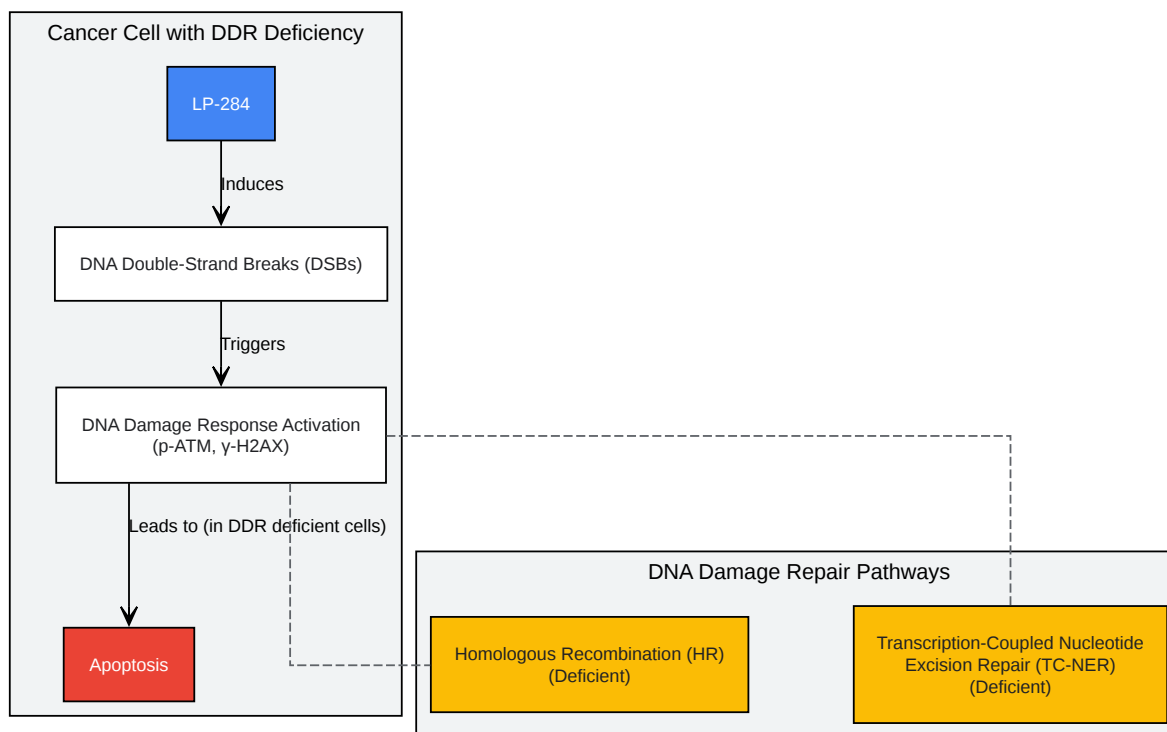 Cancer Cell with DDR Deficiency
LP-284
Induces
DNA Double-Strand Breaks (DSBs)
Triggers
DNA Damage Response Activation
(p-ATM, γ-H2AX)
Leads to (in DDR deficient cells)
Apoptosis
DNA Damage Repair Pathways
Homologous Recombination (HR)
(Deficient)
Transcription-Coupled Nucleotide
Excision Repair (TC-NER)
(Deficient)